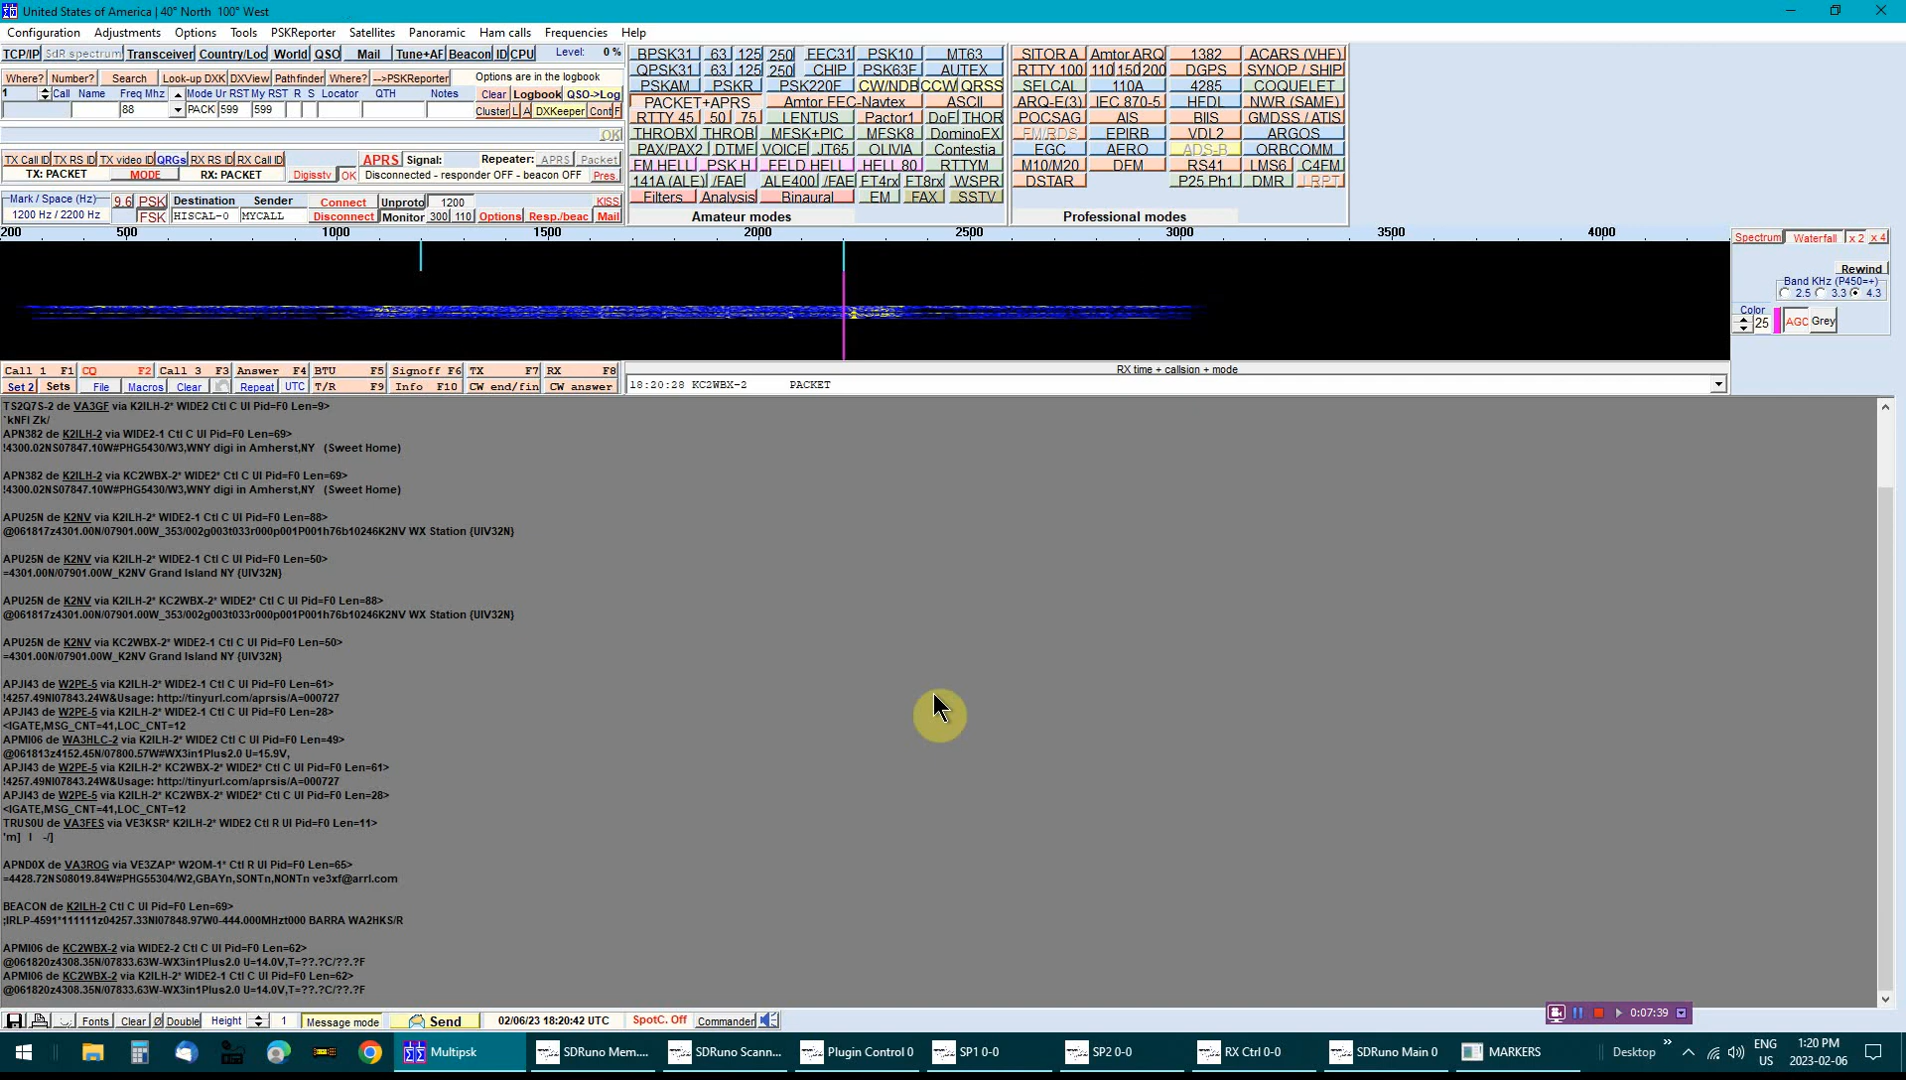 United States of America | 40° North 100° West
Configuration Adjustments Options Tools PSKReporter Satellites Panoramic Ham calls Frequencies Help
TCP/IP SdR spectrum Transceiver Country/Loc World QSO Mail Tune+AF Beacon ID CPU Level: 0 %
Where? Number? Search Look-up DXK DXView Pathfinder Where? -->PSKReporter Options are in the logbook
1 Call Name Freq Mhz Mode Ur RST My RST R S Locator QTH Notes Clear Logbook QSO->Log
88 PACK 599 599 Cluster L A DXKeeper Cont F
OK
TX Call ID TX RS ID TX video ID QRGs RX RS ID RX Call ID APRS Signal: Repeater: APRS Packet
TX: PACKET MODE RX: PACKET Digisstv OK Disconnected - responder OFF - beacon OFF Pres.
Mark / Space (Hz) 9.6 PSK Destination Sender Connect Unproto 1200 KISS
1200 Hz / 2200 Hz FSK HISCAL-0 MYCALL Disconnect Monitor 300 110 Options Resp./beac Mail
BPSK31 63 125 250 FEC31 PSK10 MT63
QPSK31 63 125 250 CHIP PSK63F AUTEX
PSKAM PSKR PSK220F CW/NDB CCW QRSS
PACKET+APRS Amtor FEC-Navtex ASCII
RTTY 45 50 75 LENTUS Pactor1 DoF THOR
THROBX THROB MFSK+PIC MFSK8 DominoEX
PAX/PAX2 DTMF VOICE JT65 OLIVIA Contestia
FM HELL PSK H FELD HELL HELL 80 RTTYM
141A (ALE) /FAE ALE400 /FAE FT4rx FT8rx WSPR
Filters Analysis Binaural EM FAX SSTV
Amateur modes
SITOR A Amtor ARQ 1382 ACARS (VHF)
RTTY 100 110 150 200 DGPS SYNOP / SHIP
SELCAL 110A 4285 COQUELET
ARQ-E(3) IEC 870-5 HFDL NWR (SAME)
POCSAG AIS BIIS GMDSS / ATIS
FM/RDS EPIRB VDL2 ARGOS
EGC AERO ADS-B ORBCOMM
M10/M20 DFM RS41 LMS6 C4FM
DSTAR P25 Ph1 DMR LRPT
Professional modes
200 500 1000 1500 2000 2500 3000 3500 4000
Spectrum Waterfall x 2 x 4
Rewind
Band KHz (P450=+)
2.5 3.3 4.3
Color
25 AGC Grey
Call 1 F1 CQ F2 Call 3 F3 Answer F4 BTU F5 Signoff F6 TX F7 RX F8
Set 2 Sets File Macros Clear Repeat UTC T/R F9 Info F10 CW end/fin CW answer
RX time + callsign + mode
18:20:28 KC2WBX-2 PACKET
TS2Q7S-2 de VA3GF via K2ILH-2* WIDE2 Ctl C UI Pid=F0 Len=9>
`kNFl Zk/
APN382 de K2ILH-2 via WIDE2-1 Ctl C UI Pid=F0 Len=69>
!4300.02NS07847.10W#PHG5430/W3,WNY digi in Amherst,NY (Sweet Home)
APN382 de K2ILH-2 via KC2WBX-2* WIDE2* Ctl C UI Pid=F0 Len=69>
!4300.02NS07847.10W#PHG5430/W3,WNY digi in Amherst,NY (Sweet Home)
APU25N de K2NV via K2ILH-2* WIDE2-1 Ctl C UI Pid=F0 Len=88>
@061817z4301.00N/07901.00W_353/002g003t033r000p001P001h76b10246K2NV WX Station {UIV32N}
APU25N de K2NV via K2ILH-2* WIDE2-1 Ctl C UI Pid=F0 Len=50>
=4301.00N/07901.00W_K2NV Grand Island NY {UIV32N}
APU25N de K2NV via K2ILH-2* KC2WBX-2* WIDE2* Ctl C UI Pid=F0 Len=88>
@061817z4301.00N/07901.00W_353/002g003t033r000p001P001h76b10246K2NV WX Station {UIV32N}
APU25N de K2NV via KC2WBX-2* WIDE2-1 Ctl C UI Pid=F0 Len=50>
=4301.00N/07901.00W_K2NV Grand Island NY {UIV32N}
APJI43 de W2PE-5 via K2ILH-2* WIDE2-1 Ctl C UI Pid=F0 Len=61>
!4257.49NI07843.24W&Usage: http://tinyurl.com/aprsis/A=000727
APJI43 de W2PE-5 via K2ILH-2* WIDE2-1 Ctl C UI Pid=F0 Len=28>
<IGATE,MSG_CNT=41,LOC_CNT=12
APMI06 de WA3HLC-2 via K2ILH-2* WIDE2 Ctl C UI Pid=F0 Len=49>
@061813z4152.45N/07800.57W#WX3in1Plus2.0 U=15.9V,
APJI43 de W2PE-5 via K2ILH-2* KC2WBX-2* WIDE2* Ctl C UI Pid=F0 Len=61>
!4257.49NI07843.24W&Usage: http://tinyurl.com/aprsis/A=000727
APJI43 de W2PE-5 via K2ILH-2* KC2WBX-2* WIDE2* Ctl C UI Pid=F0 Len=28>
<IGATE,MSG_CNT=41,LOC_CNT=12
TRUS0U de VA3FES via VE3KSR* K2ILH-2* WIDE2 Ctl R UI Pid=F0 Len=11>
'm] l -/]
APND0X de VA3ROG via VE3ZAP* W2OM-1* Ctl R UI Pid=F0 Len=65>
=4428.72NS08019.84W#PHG55304/W2,GBAYn,SONTn,NONTn ve3xf@arrl.com
BEACON de K2ILH-2 Ctl C UI Pid=F0 Len=69>
;IRLP-4591*111111z04257.33NI07848.97W0-444.000MHzt000 BARRA WA2HKS/R
APMI06 de KC2WBX-2 via WIDE2-2 Ctl C UI Pid=F0 Len=62>
@061820z4308.35N/07833.63W-WX3in1Plus2.0 U=14.0V,T=??.?C/??.?F
APMI06 de KC2WBX-2 via K2ILH-2* WIDE2-1 Ctl C UI Pid=F0 Len=62>
@061820z4308.35N/07833.63W-WX3in1Plus2.0 U=14.0V,T=??.?C/??.?F
0:07:39
Fonts Clear Ø Double Height 1 Message mode Send 02/06/23 18:20:42 UTC SpotC. Off Commander
Multipsk SDRuno Mem.... SDRuno Scann... Plugin Control 0 SP1 0-0 SP2 0-0 RX Ctrl 0-0 SDRuno Main 0 MARKERS Desktop » ENG 1:20 PM
US 2023-02-06